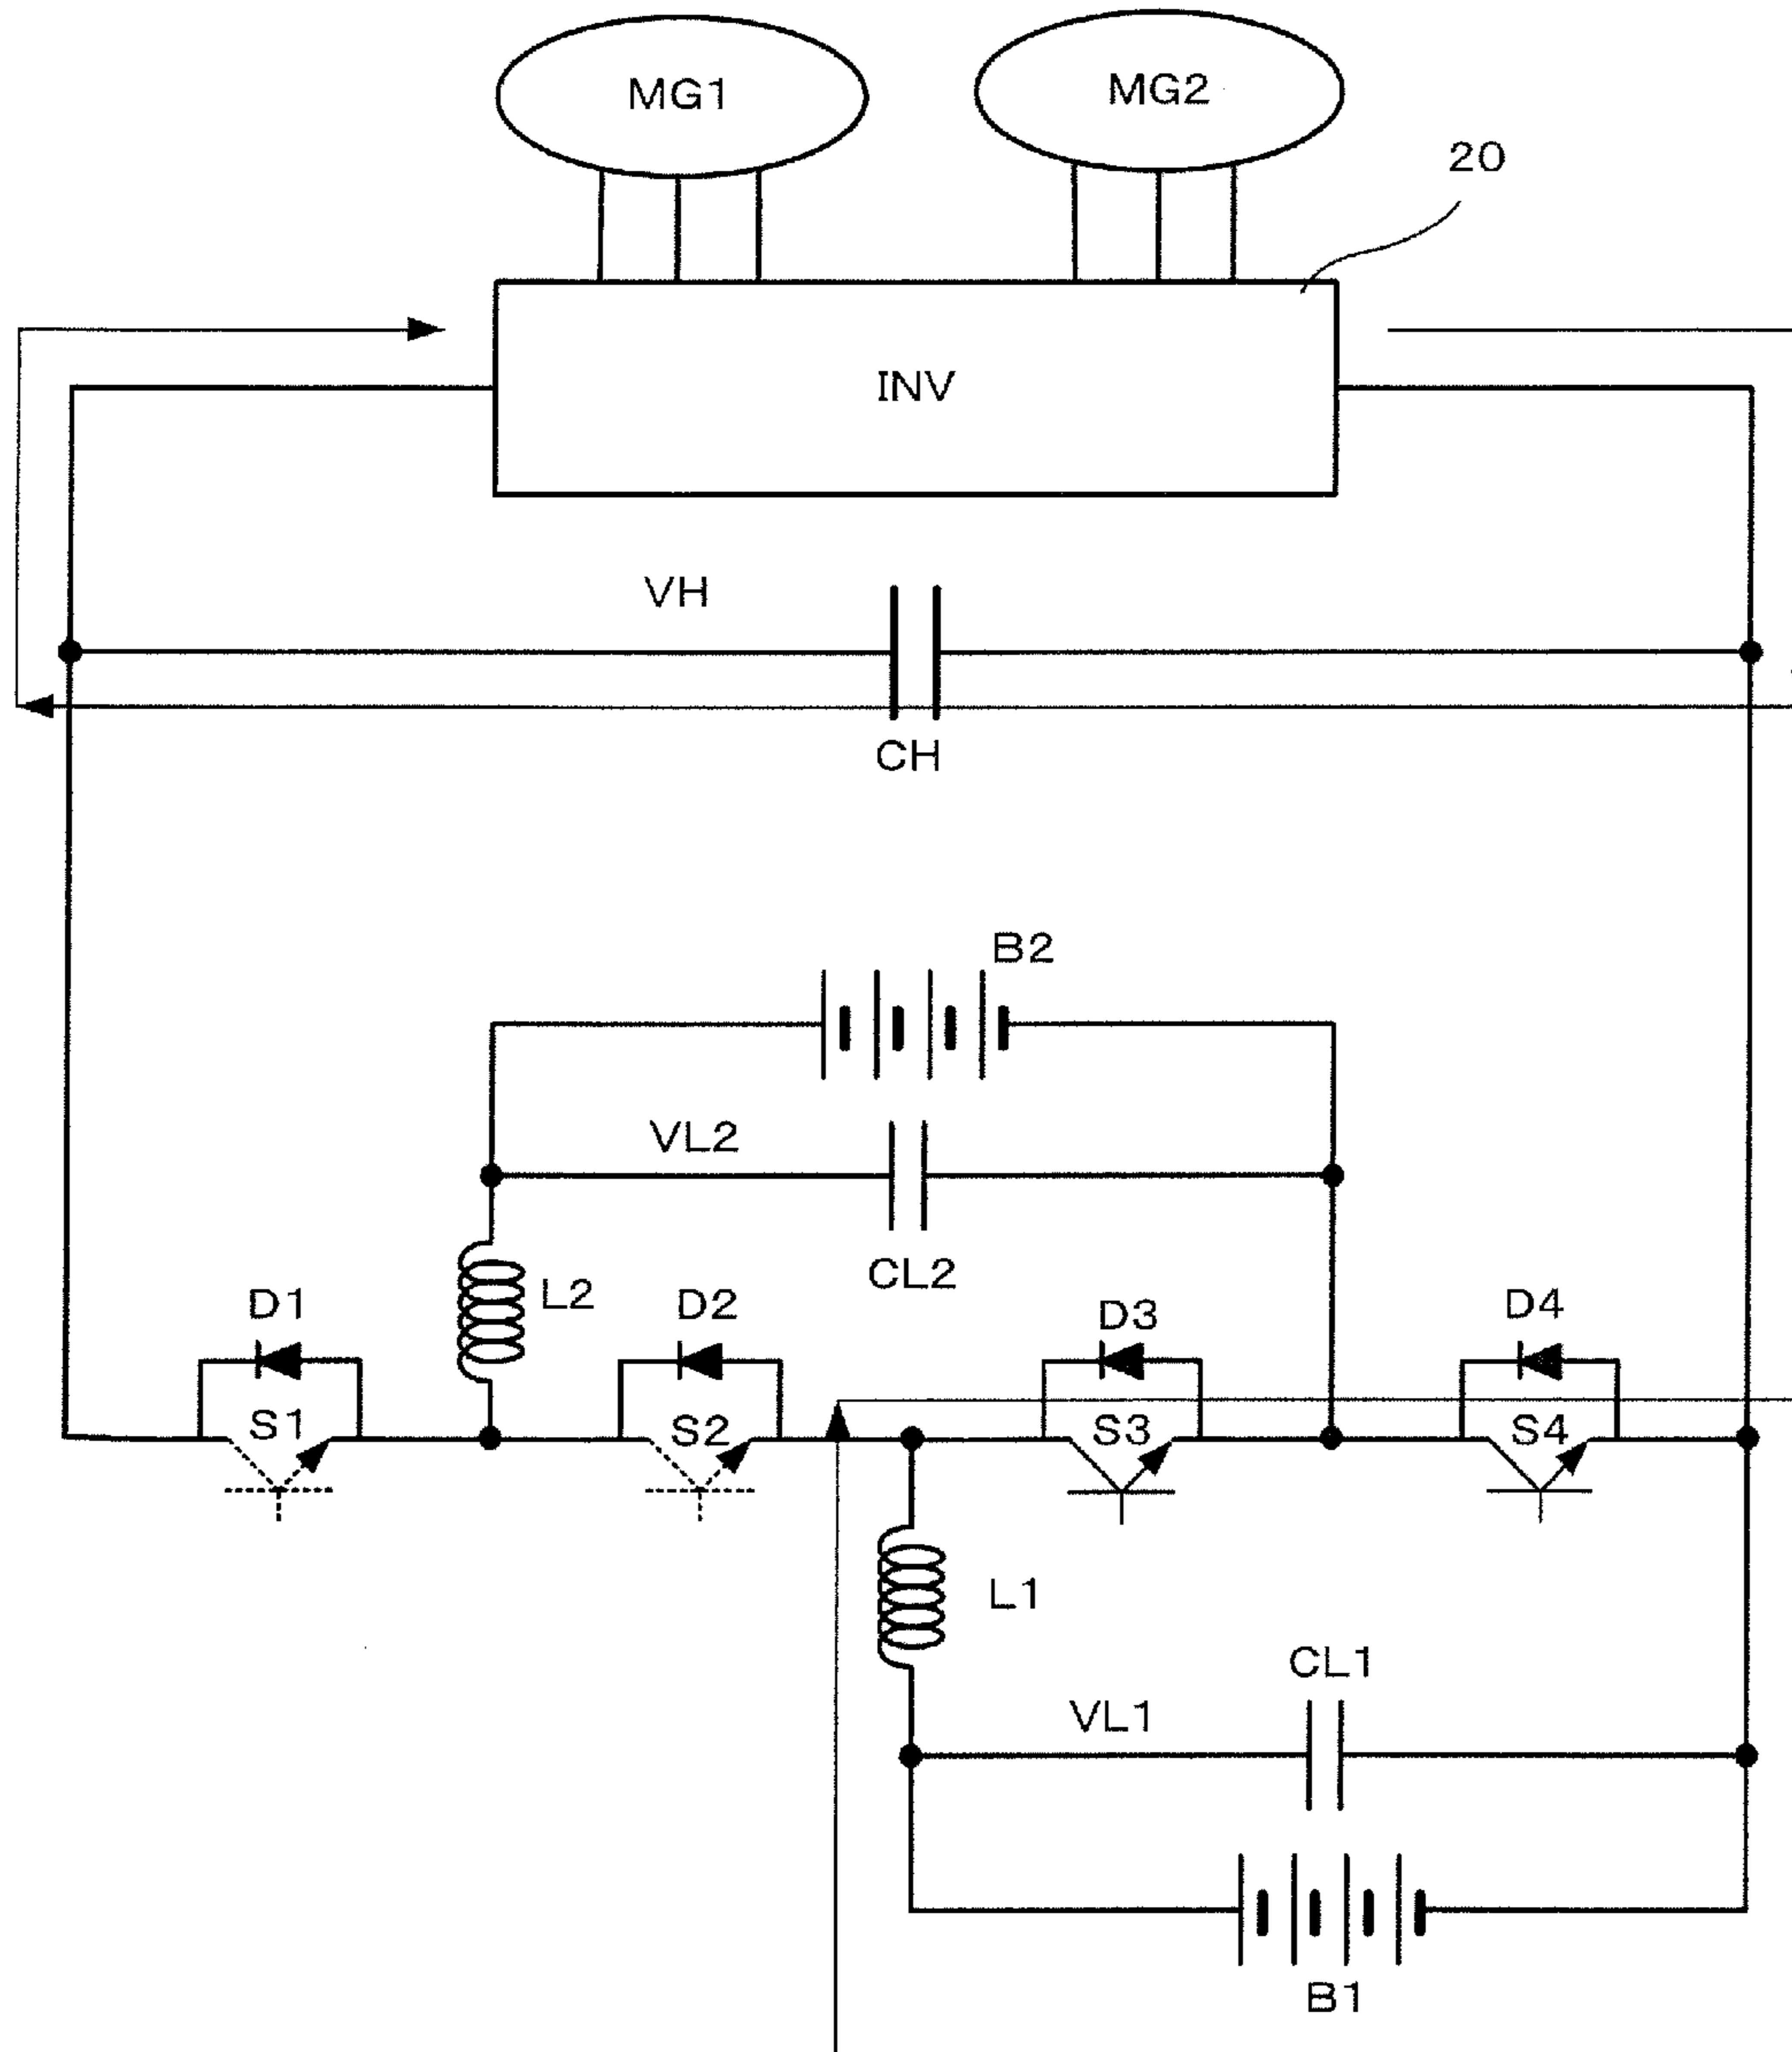 MG1
MG2
20
INV
VH
CH
B2
VL2
CL2
L2
D1
D2
D3
D4
S1
S2
S3
S4
L1
CL1
VL1
B1